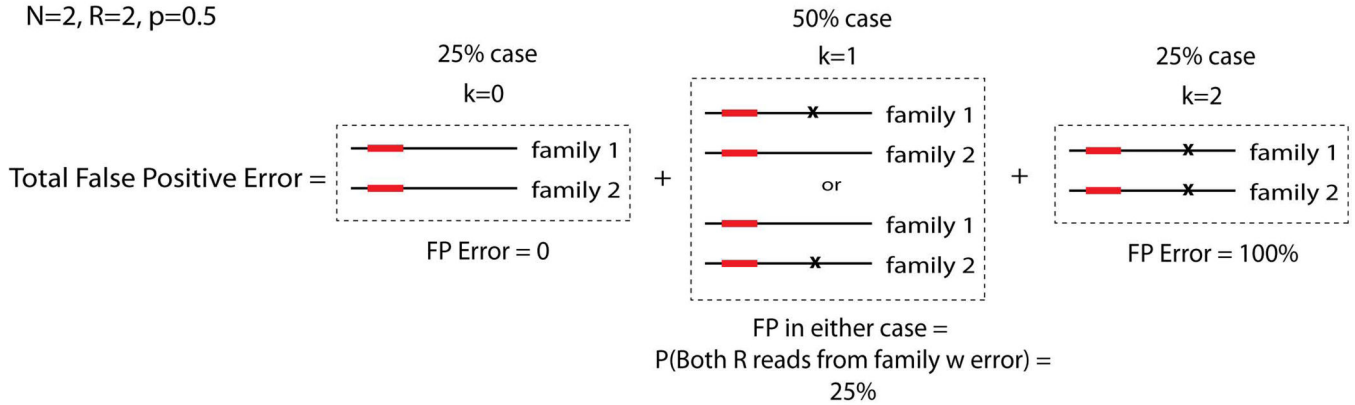 N=2, R=2, p=0.5
25% case
k=0
50% case
k=1
25% case
k=2
Total False Positive Error =
family 1
family 2
FP Error = 0
+
x family 1
family 2
or
family 1
x family 2
FP in either case =
P(Both R reads from family w error) =
25%
+
x family 1
x family 2
FP Error = 100%